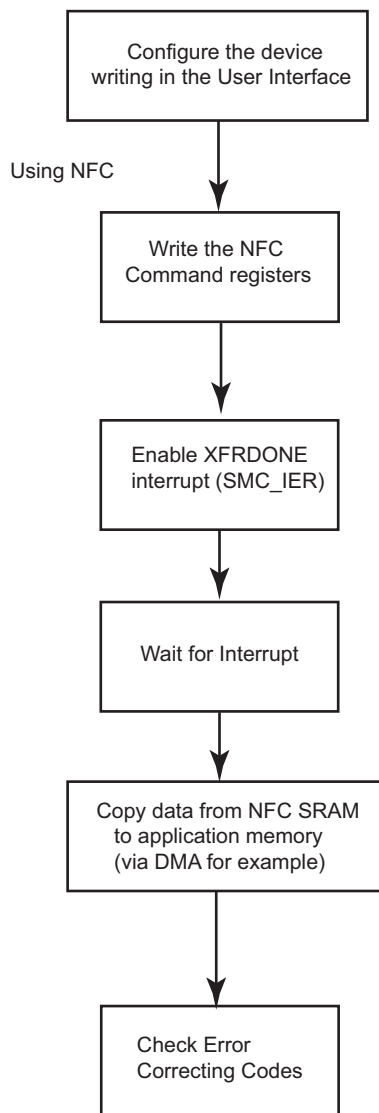 Configure the device
writing in the User Interface
Using NFC
Write the NFC
Command registers
Enable XFRDONE
interrupt (SMC_IER)
Wait for Interrupt
Copy data from NFC SRAM
to application memory
(via DMA for example)
Check Error
Correcting Codes